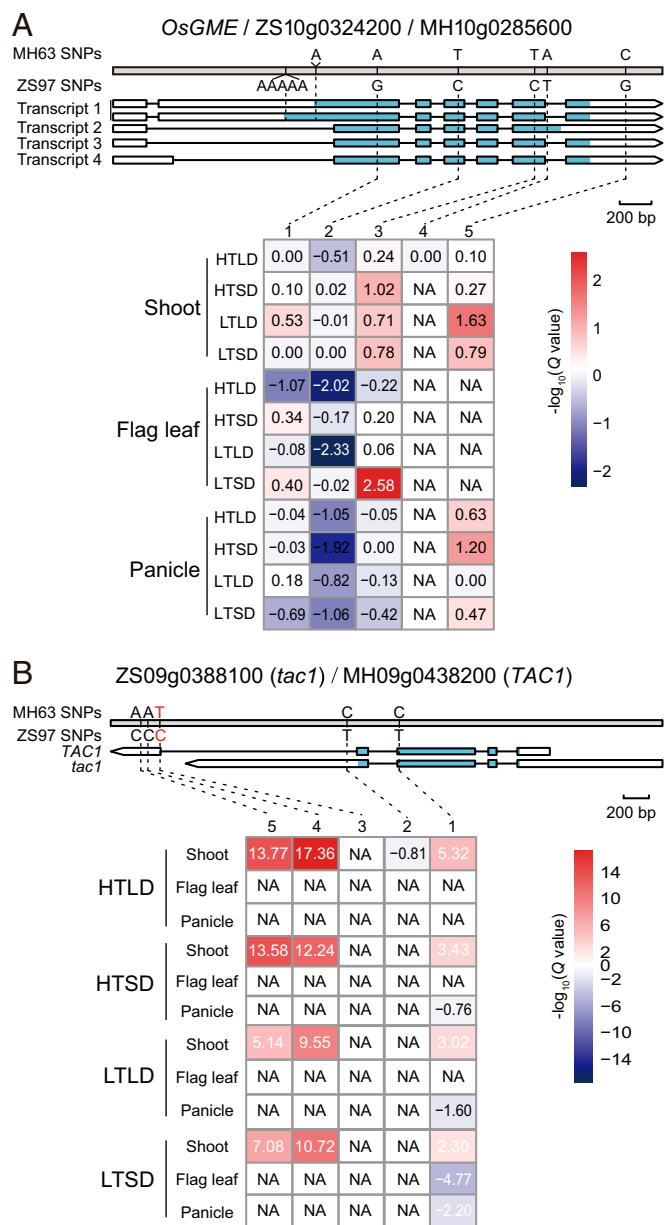 A
OsGME / ZS10g0324200 / MH10g0285600
MH63 SNPs A A T T A C
ZS97 SNPs AAAAA G C C T G
Transcript 1
Transcript 2
Transcript 3
Transcript 4
200 bp
1 2 3 4 5
Shoot
HTLD 0.00 −0.51 0.24 0.00 0.10
HTSD 0.10 0.02 1.02 NA 0.27
LTLD 0.53 −0.01 0.71 NA 1.63
LTSD 0.00 0.00 0.78 NA 0.79
Flag leaf
HTLD −1.07 −2.02 −0.22 NA NA
HTSD 0.34 −0.17 0.20 NA NA
LTLD −0.08 −2.33 0.06 NA NA
LTSD 0.40 −0.02 2.58 NA NA
Panicle
HTLD −0.04 −1.05 −0.05 NA 0.63
HTSD −0.03 −1.92 0.00 NA 1.20
LTLD 0.18 −0.82 −0.13 NA 0.00
LTSD −0.69 −1.06 −0.42 NA 0.47
2
1
0
−1
−2
-log10(Q value)
B
ZS09g0388100 (tac1) / MH09g0438200 (TAC1)
MH63 SNPs AAT C C
ZS97 SNPs CCC T T
TAC1
tac1
200 bp
5 4 3 2 1
HTLD
Shoot 13.77 17.36 NA −0.81 5.32
Flag leaf NA NA NA NA NA
Panicle NA NA NA NA NA
HTSD
Shoot 13.58 12.24 NA NA 3.43
Flag leaf NA NA NA NA NA
Panicle NA NA NA NA −0.76
LTLD
Shoot 5.14 9.55 NA NA 3.02
Flag leaf NA NA NA NA NA
Panicle NA NA NA NA −1.60
LTSD
Shoot 7.08 10.72 NA NA 2.30
Flag leaf NA NA NA NA −4.77
Panicle NA NA NA NA −2.20
14
10
6
2
0
−2
−6
−10
−14
-log10(Q value)